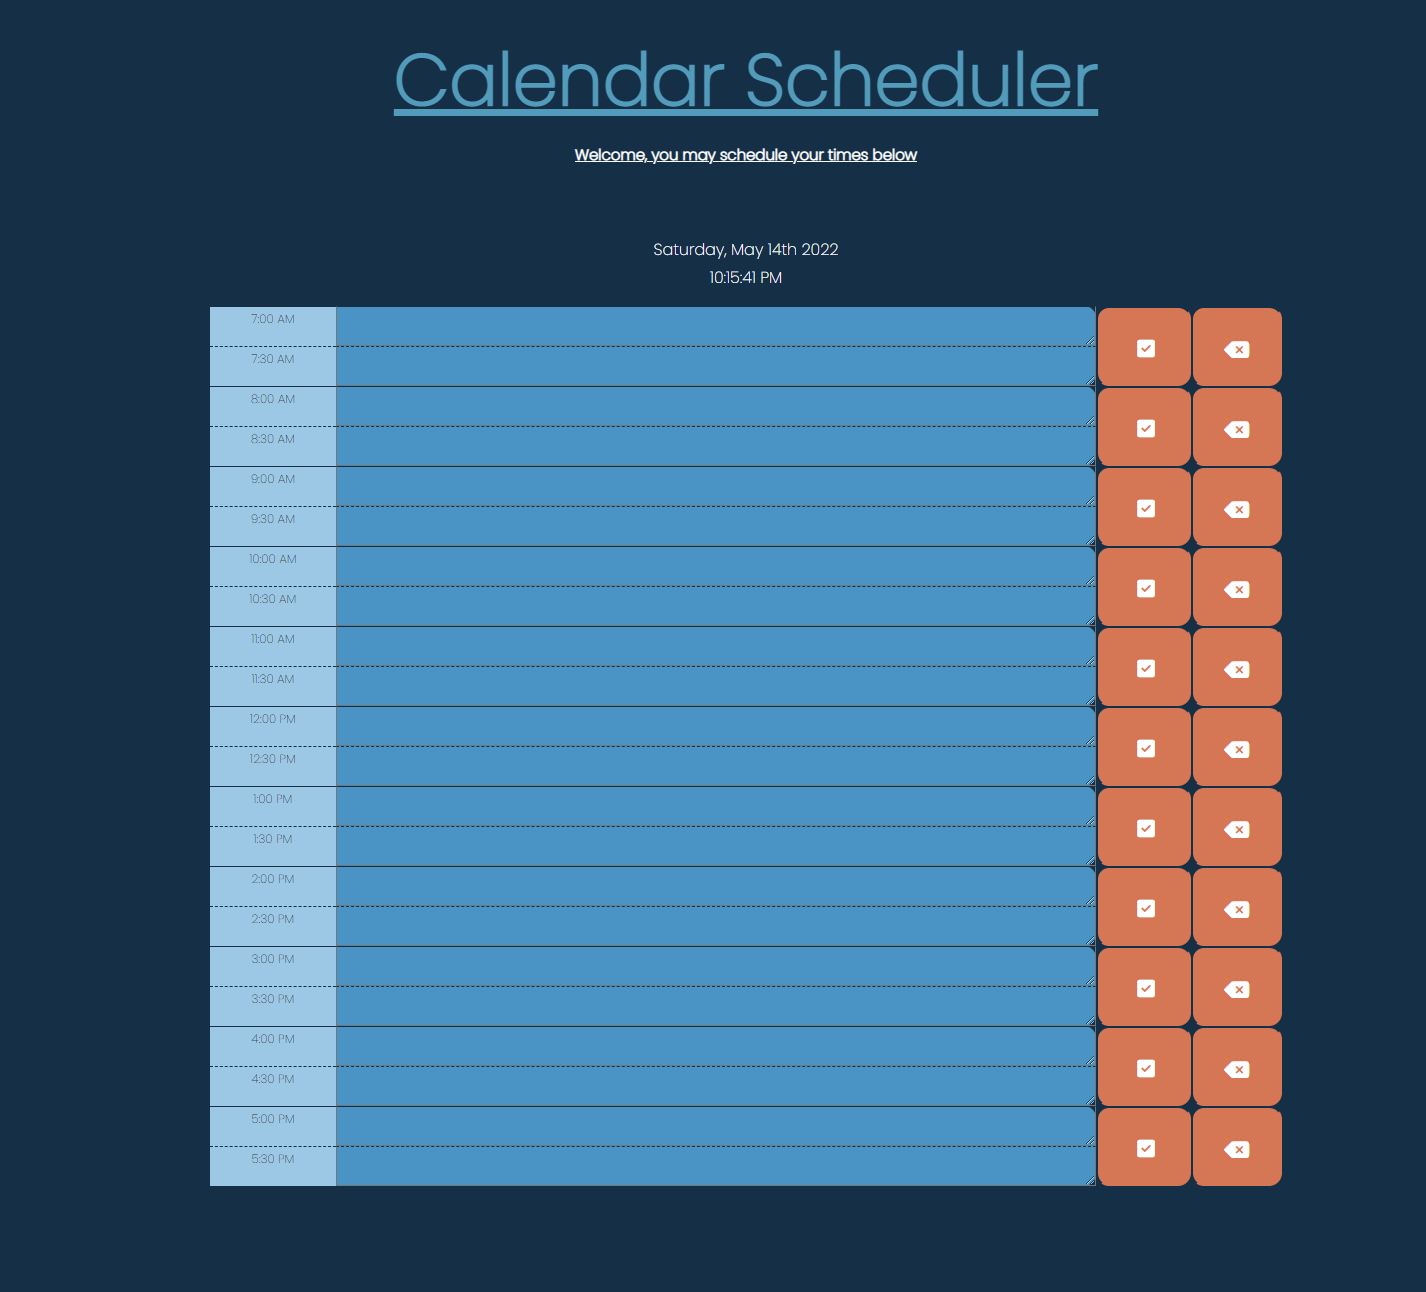 Calendar Scheduler
Welcome, you may schedule your times below
Saturday, May 14th 2022
10:15:41 PM
7:00 AM
7:30 AM
8:00 AM
8:30 AM
9:00 AM
9:30 AM
10:00 AM
10:30 AM
11:00 AM
11:30 AM
12:00 PM
12:30 PM
1:00 PM
1:30 PM
2:00 PM
2:30 PM
3:00 PM
3:30 PM
4:00 PM
4:30 PM
5:00 PM
5:30 PM